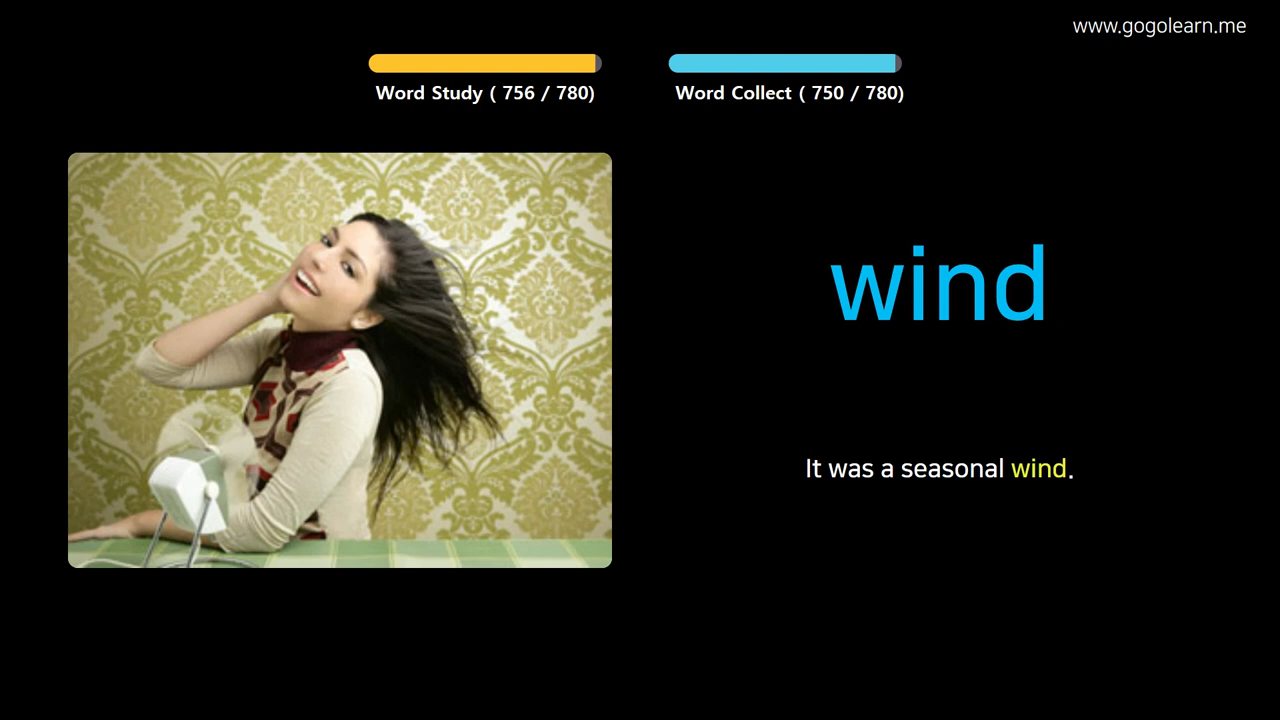 www.gogolearn.me
Word Study ( 756 / 780)
Word Collect ( 750 / 780)
wind
It was a seasonal wind.